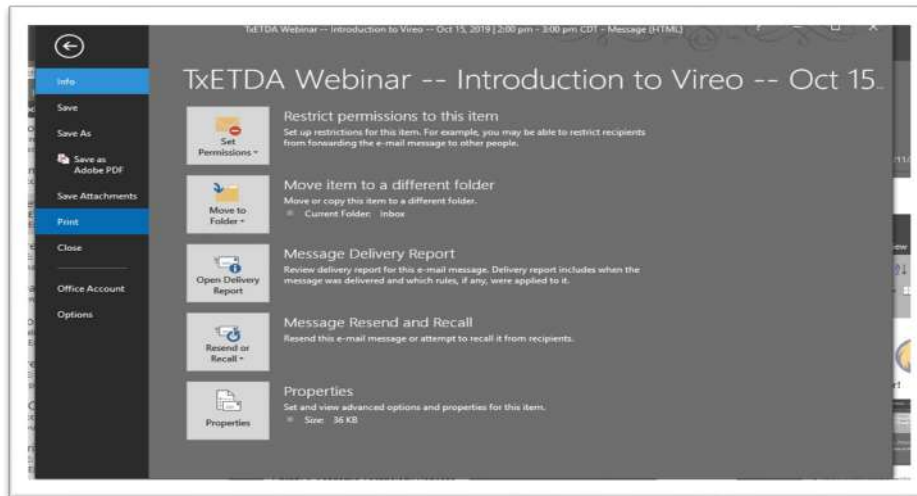 TxETDA Webinar -- Introduction to Vireo -- Oct 15, 2019 | 2:00 pm - 3:00 pm CDT - Message (HTML)
?
Info
Save
Save As
Save as
Adobe PDF
Save Attachments
Print
Close
Office Account
Options
TxETDA Webinar -- Introduction to Vireo -- Oct 15...
Set
Permissions
Restrict permissions to this item
Set up restrictions for this item. For example, you may be able to restrict recipients
from forwarding the e-mail message to other people.
Move to
Folder
Move item to a different folder
Move or copy this item to a different folder.
Current Folder: Inbox
Open Delivery
Report
Message Delivery Report
Review delivery report for this e-mail message. Delivery report includes when the
message was delivered and which rules, if any, were applied to it.
Resend or
Recall
Message Resend and Recall
Resend this e-mail message or attempt to recall it from recipients.
Properties
Properties
Set and view advanced options and properties for this item.
Size: 36 KB